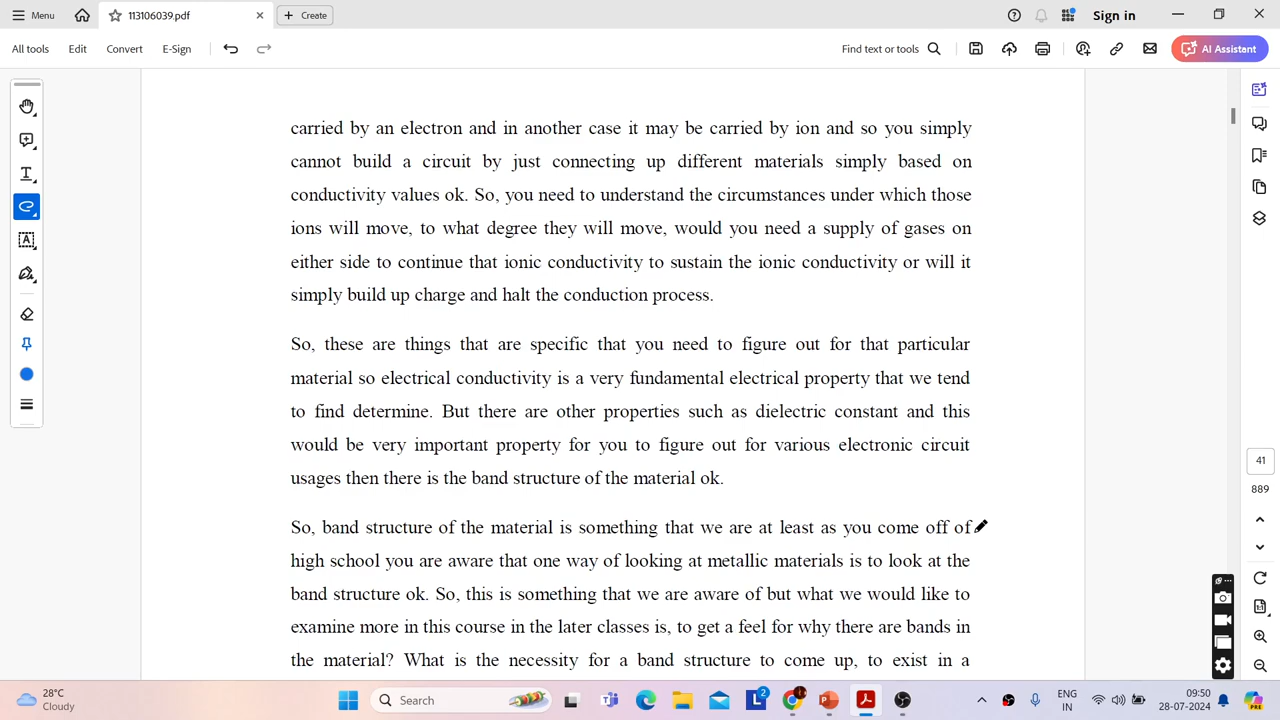 Menu
113106039.pdf
Create
Sign in
All tools
Edit
Convert
E-Sign
Find text or tools
AI Assistant
carried by an electron and in another case it may be carried by ion and so you simply
cannot build a circuit by just connecting up different materials simply based on
conductivity values ok. So, you need to understand the circumstances under which those
ions will move, to what degree they will move, would you need a supply of gases on
either side to continue that ionic conductivity to sustain the ionic conductivity or will it
simply build up charge and halt the conduction process.
So, these are things that are specific that you need to figure out for that particular
material so electrical conductivity is a very fundamental electrical property that we tend
to find determine. But there are other properties such as dielectric constant and this
would be very important property for you to figure out for various electronic circuit
usages then there is the band structure of the material ok.
So, band structure of the material is something that we are at least as you come off of
high school you are aware that one way of looking at metallic materials is to look at the
band structure ok. So, this is something that we are aware of but what we would like to
examine more in this course in the later classes is, to get a feel for why there are bands in
the material? What is the necessity for a band structure to come up, to exist in a
41
889
28°C
Cloudy
Search
2
ENG
IN
09:50
28-07-2024
PRE